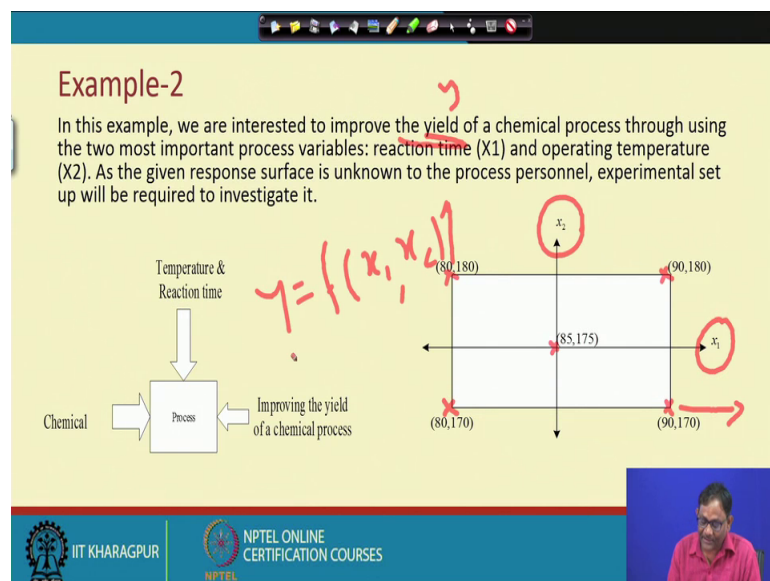 Example-2
y
In this example, we are interested to improve the yield of a chemical process through using
the two most important process variables: reaction time (X1) and operating temperature
(X2). As the given response surface is unknown to the process personnel, experimental set
up will be required to investigate it.
Temperature &
Reaction time
Chemical
Process
Improving the yield
of a chemical process
y = f(x₁, x₂)
x₂
(80,180)
(90,180)
(85,175)
x₁
(80,170)
(90,170)
IIT KHARAGPUR
NPTEL
NPTEL ONLINE
CERTIFICATION COURSES